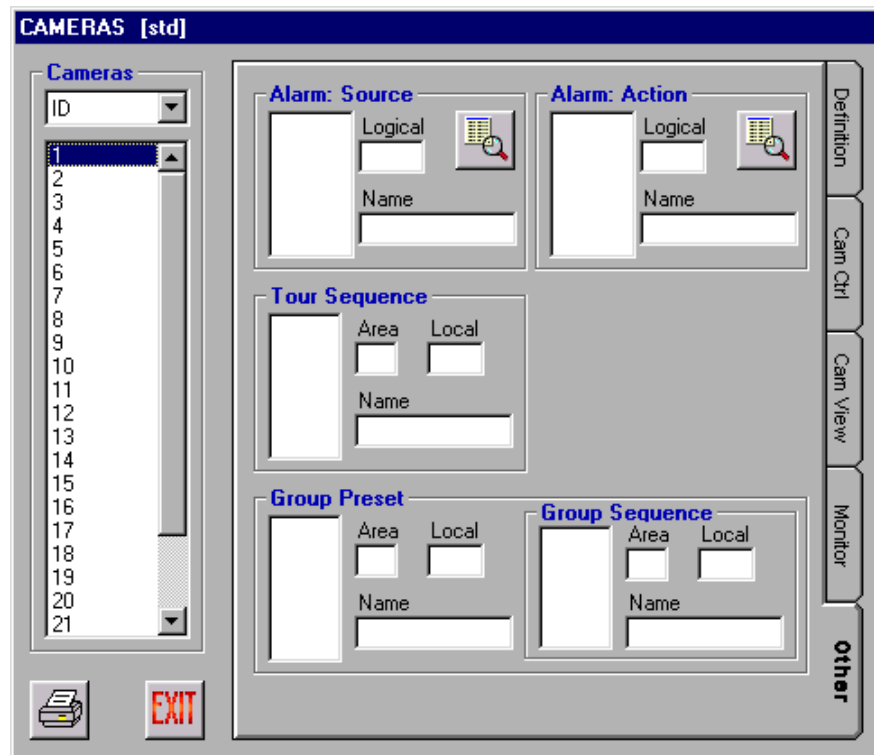 CAMERAS [std]
Cameras
ID
1
2
3
4
5
6
7
8
9
10
11
12
13
14
15
16
17
18
19
20
21
EXIT
Alarm: Source
Logical
Name
Alarm: Action
Logical
Name
Tour Sequence
Area Local
Name
Group Preset
Area Local
Name
Group Sequence
Area Local
Name
Definition
Cam Ctrl
Cam View
Monitor
Other